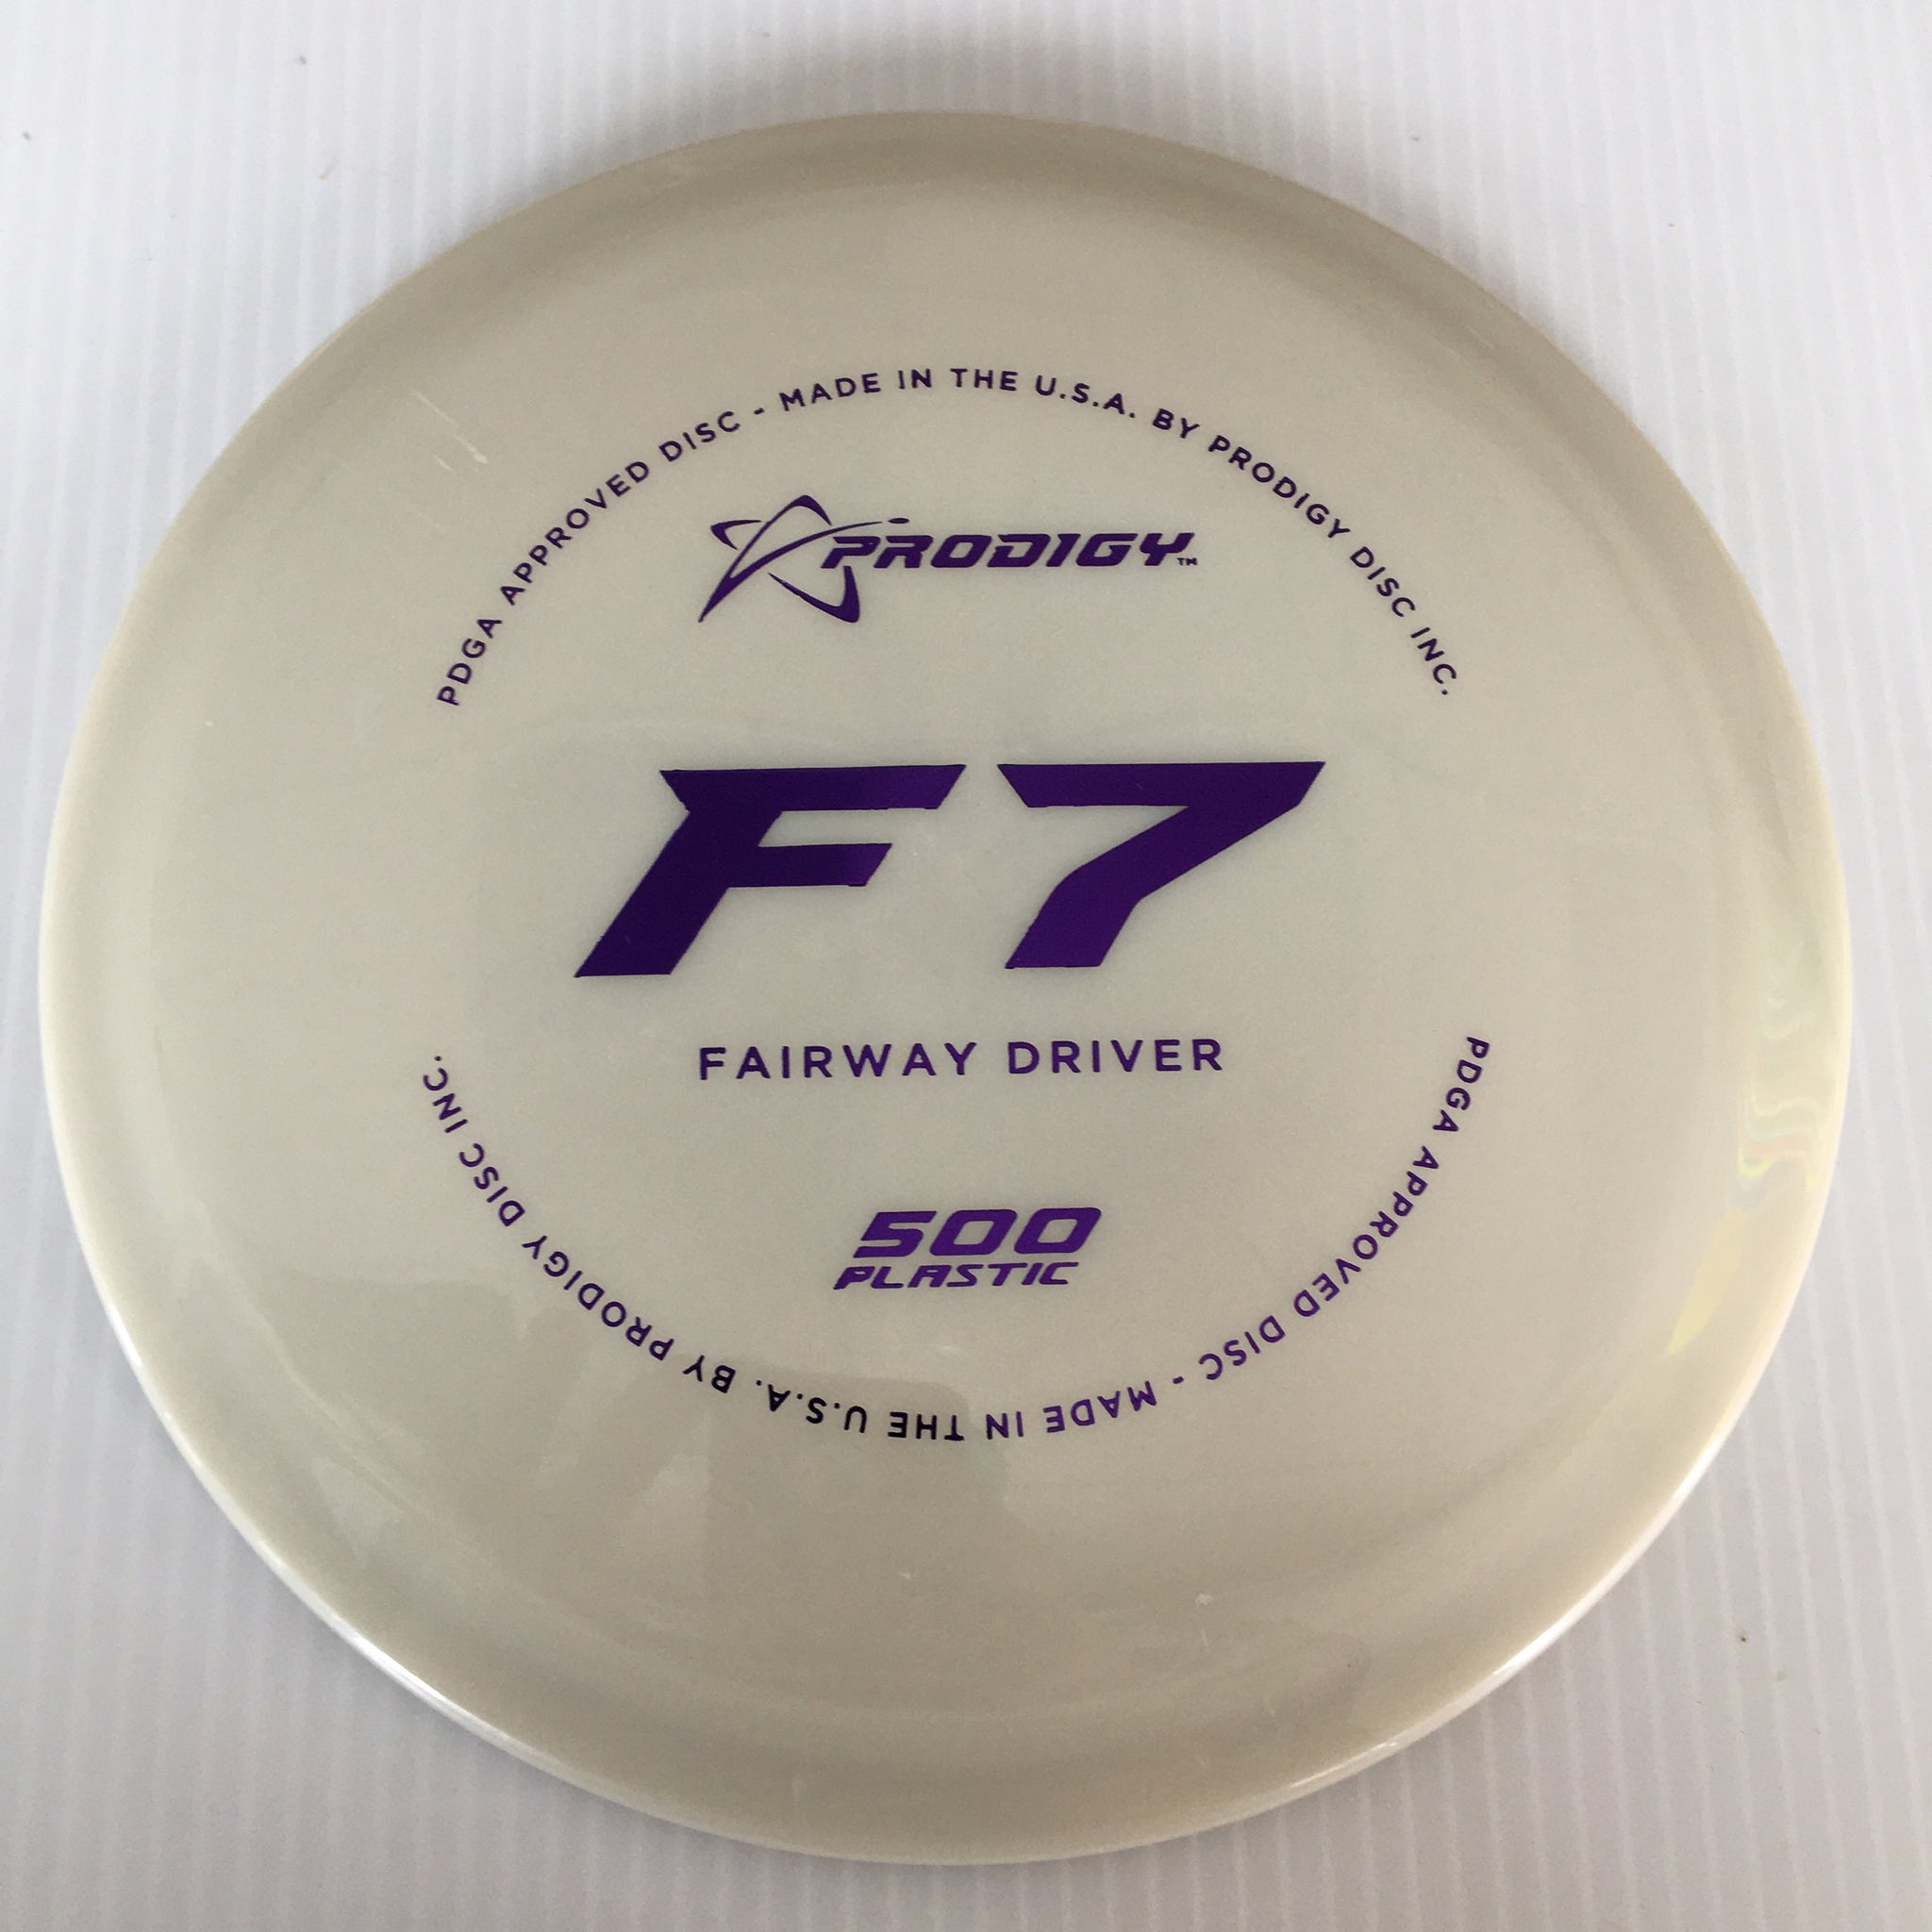 PDGA APPROVED DISC - MADE IN THE U.S.A. BY PRODIGY DISC INC.
PRODIGY™
F7
FAIRWAY DRIVER
500
PLASTIC
PDGA APPROVED DISC - MADE IN THE U.S.A. BY PRODIGY DISC INC.